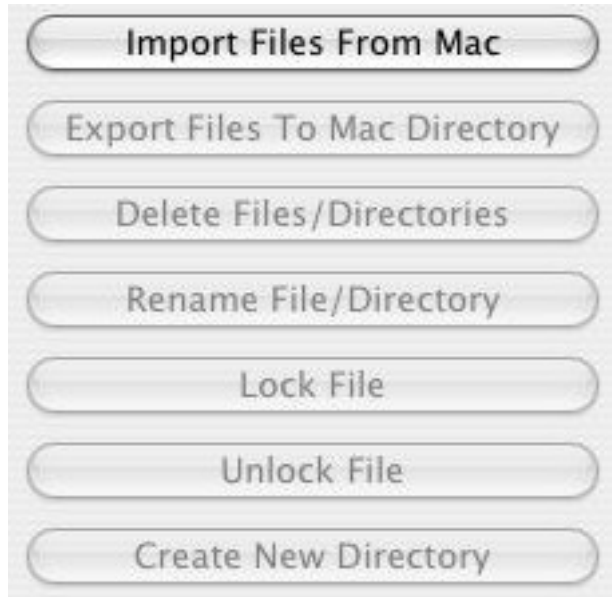 Import Files From Mac
Export Files To Mac Directory
Delete Files/Directories
Rename File/Directory
Lock File
Unlock File
Create New Directory